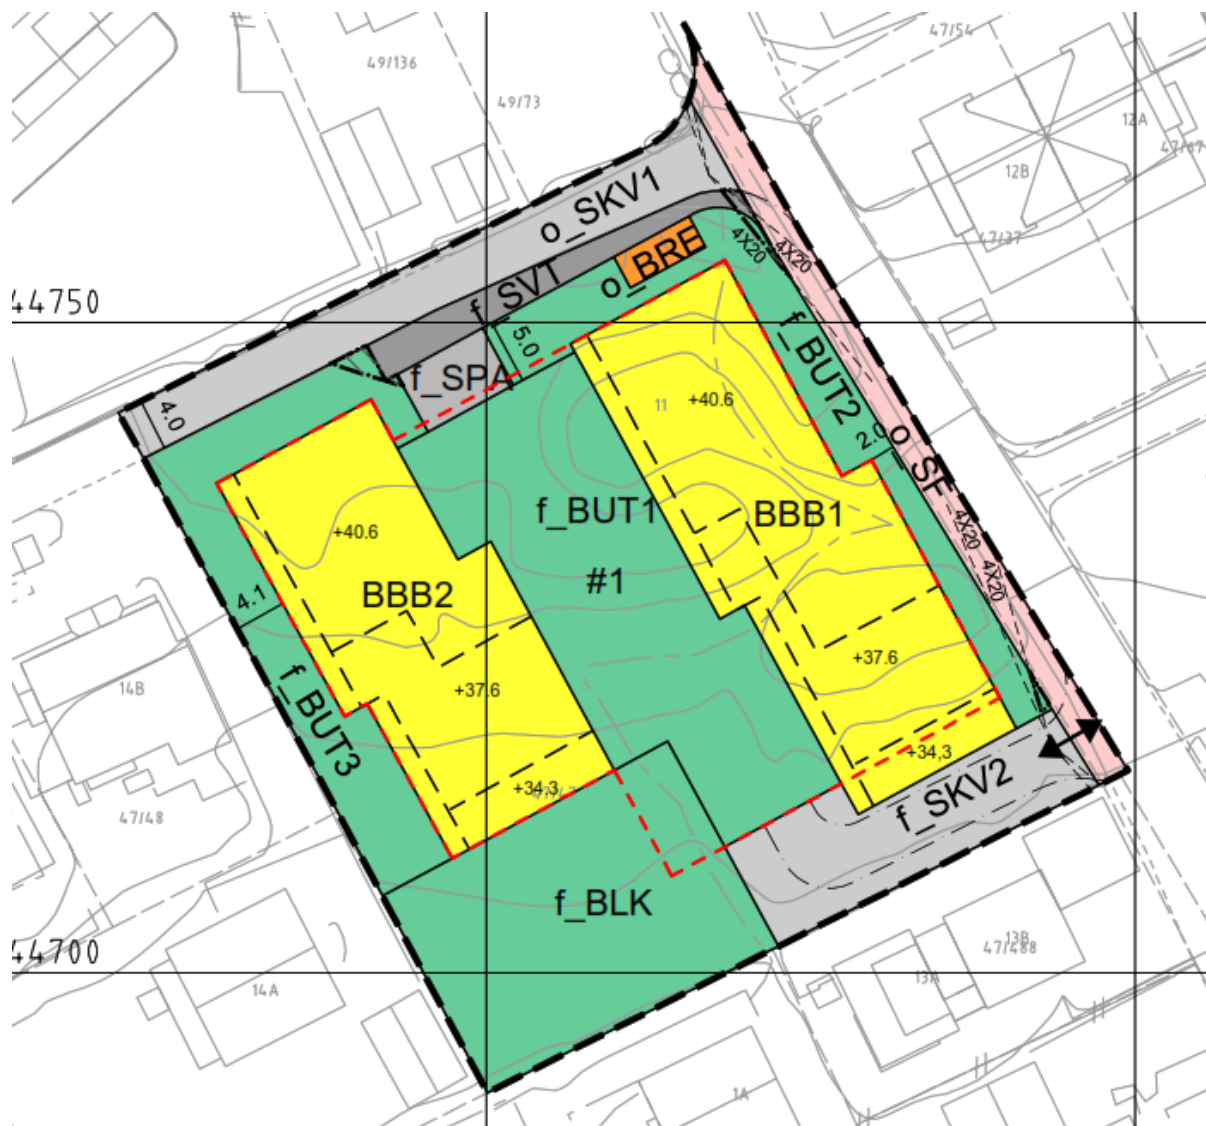 47/54
49/136
49/73
12A
47/67
12B
47/37
o_SKV1
4X20
4X20
o_BRE
f_SVT
44750
5.0
f_SPA
f_BUT2
+40.6
11
4.0
2.0
o_SF
f_BUT1
BBB1
4X20
+40.6
#1
4X20
BBB2
4.1
+37.6
14B
+37.6
f_BUT3
+34,3
+34.3
f_SKV2
47/48
f_BLK
13B
47/488
44700
13A
14A
1A